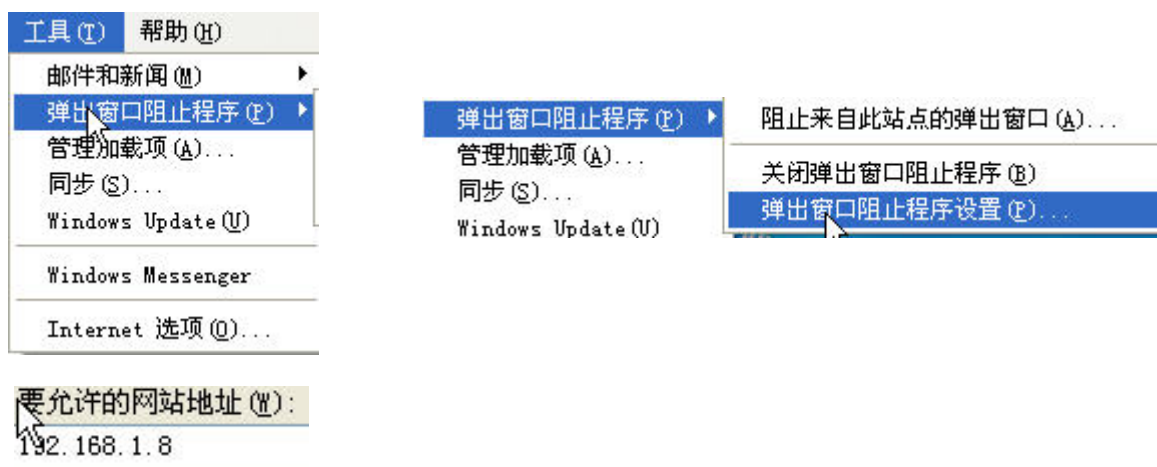 工具(T) 帮助(H)
邮件和新闻(M)
弹出窗口阻止程序(P)
管理加载项(A)...
同步(S)...
Windows Update(U)
Windows Messenger
Internet 选项(O)...
弹出窗口阻止程序(P)
管理加载项(A)...
同步(S)...
Windows Update(U)
阻止来自此站点的弹出窗口(A)...
关闭弹出窗口阻止程序(B)
弹出窗口阻止程序设置(P)...
要允许的网站地址(W):
192.168.1.8